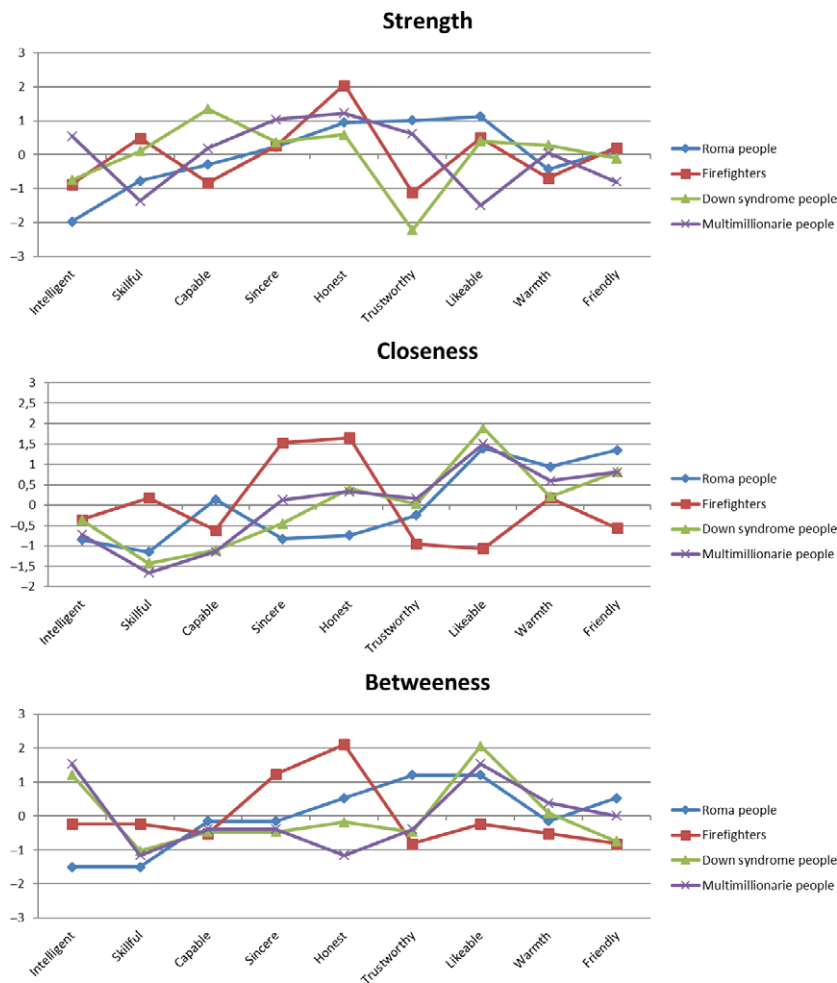 Strength
3
2
1
0
−1
−2
−3
Intelligent
Skillful
Capable
Sincere
Honest
Trustworthy
Likeable
Warmth
Friendly
Roma people
Firefighters
Down syndrome people
Multimillionarie people
Closeness
3
2,5
2
1,5
1
0,5
0
−0,5
−1
−1,5
−2
Intelligent
Skillful
Capable
Sincere
Honest
Trustworthy
Likeable
Warmth
Friendly
Roma people
Firefighters
Down syndrome people
Multimillionarie people
Betweeness
3
2
1
0
−1
−2
−3
Intelligent
Skillful
Capable
Sincere
Honest
Trustworthy
Likeable
Warmth
Friendly
Roma people
Firefighters
Down syndrome people
Multimillionarie people